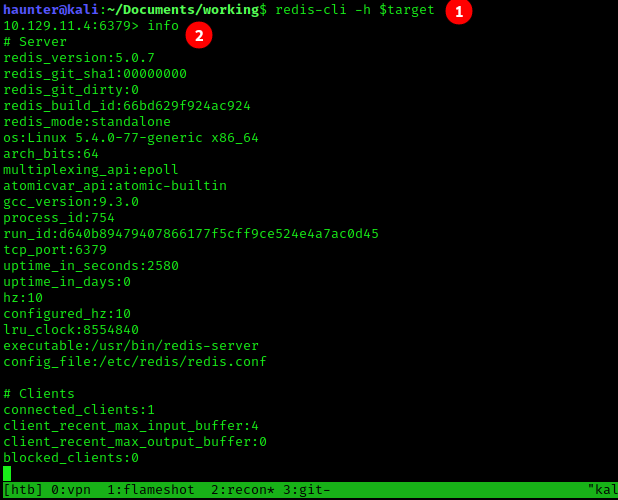 haunter@kali:~/Documents/working$ redis-cli -h $target 1
10.129.11.4:6379> info 2
# Server
redis_version:5.0.7
redis_git_sha1:00000000
redis_git_dirty:0
redis_build_id:66bd629f924ac924
redis_mode:standalone
os:Linux 5.4.0-77-generic x86_64
arch_bits:64
multiplexing_api:epoll
atomicvar_api:atomic-builtin
gcc_version:9.3.0
process_id:754
run_id:d640b89479407866177f5cff9ce524e4a7ac0d45
tcp_port:6379
uptime_in_seconds:2580
uptime_in_days:0
hz:10
configured_hz:10
lru_clock:8554840
executable:/usr/bin/redis-server
config_file:/etc/redis/redis.conf
# Clients
connected_clients:1
client_recent_max_input_buffer:4
client_recent_max_output_buffer:0
blocked_clients:0
[htb] 0:vpn 1:flameshot 2:recon* 3:git- "kal